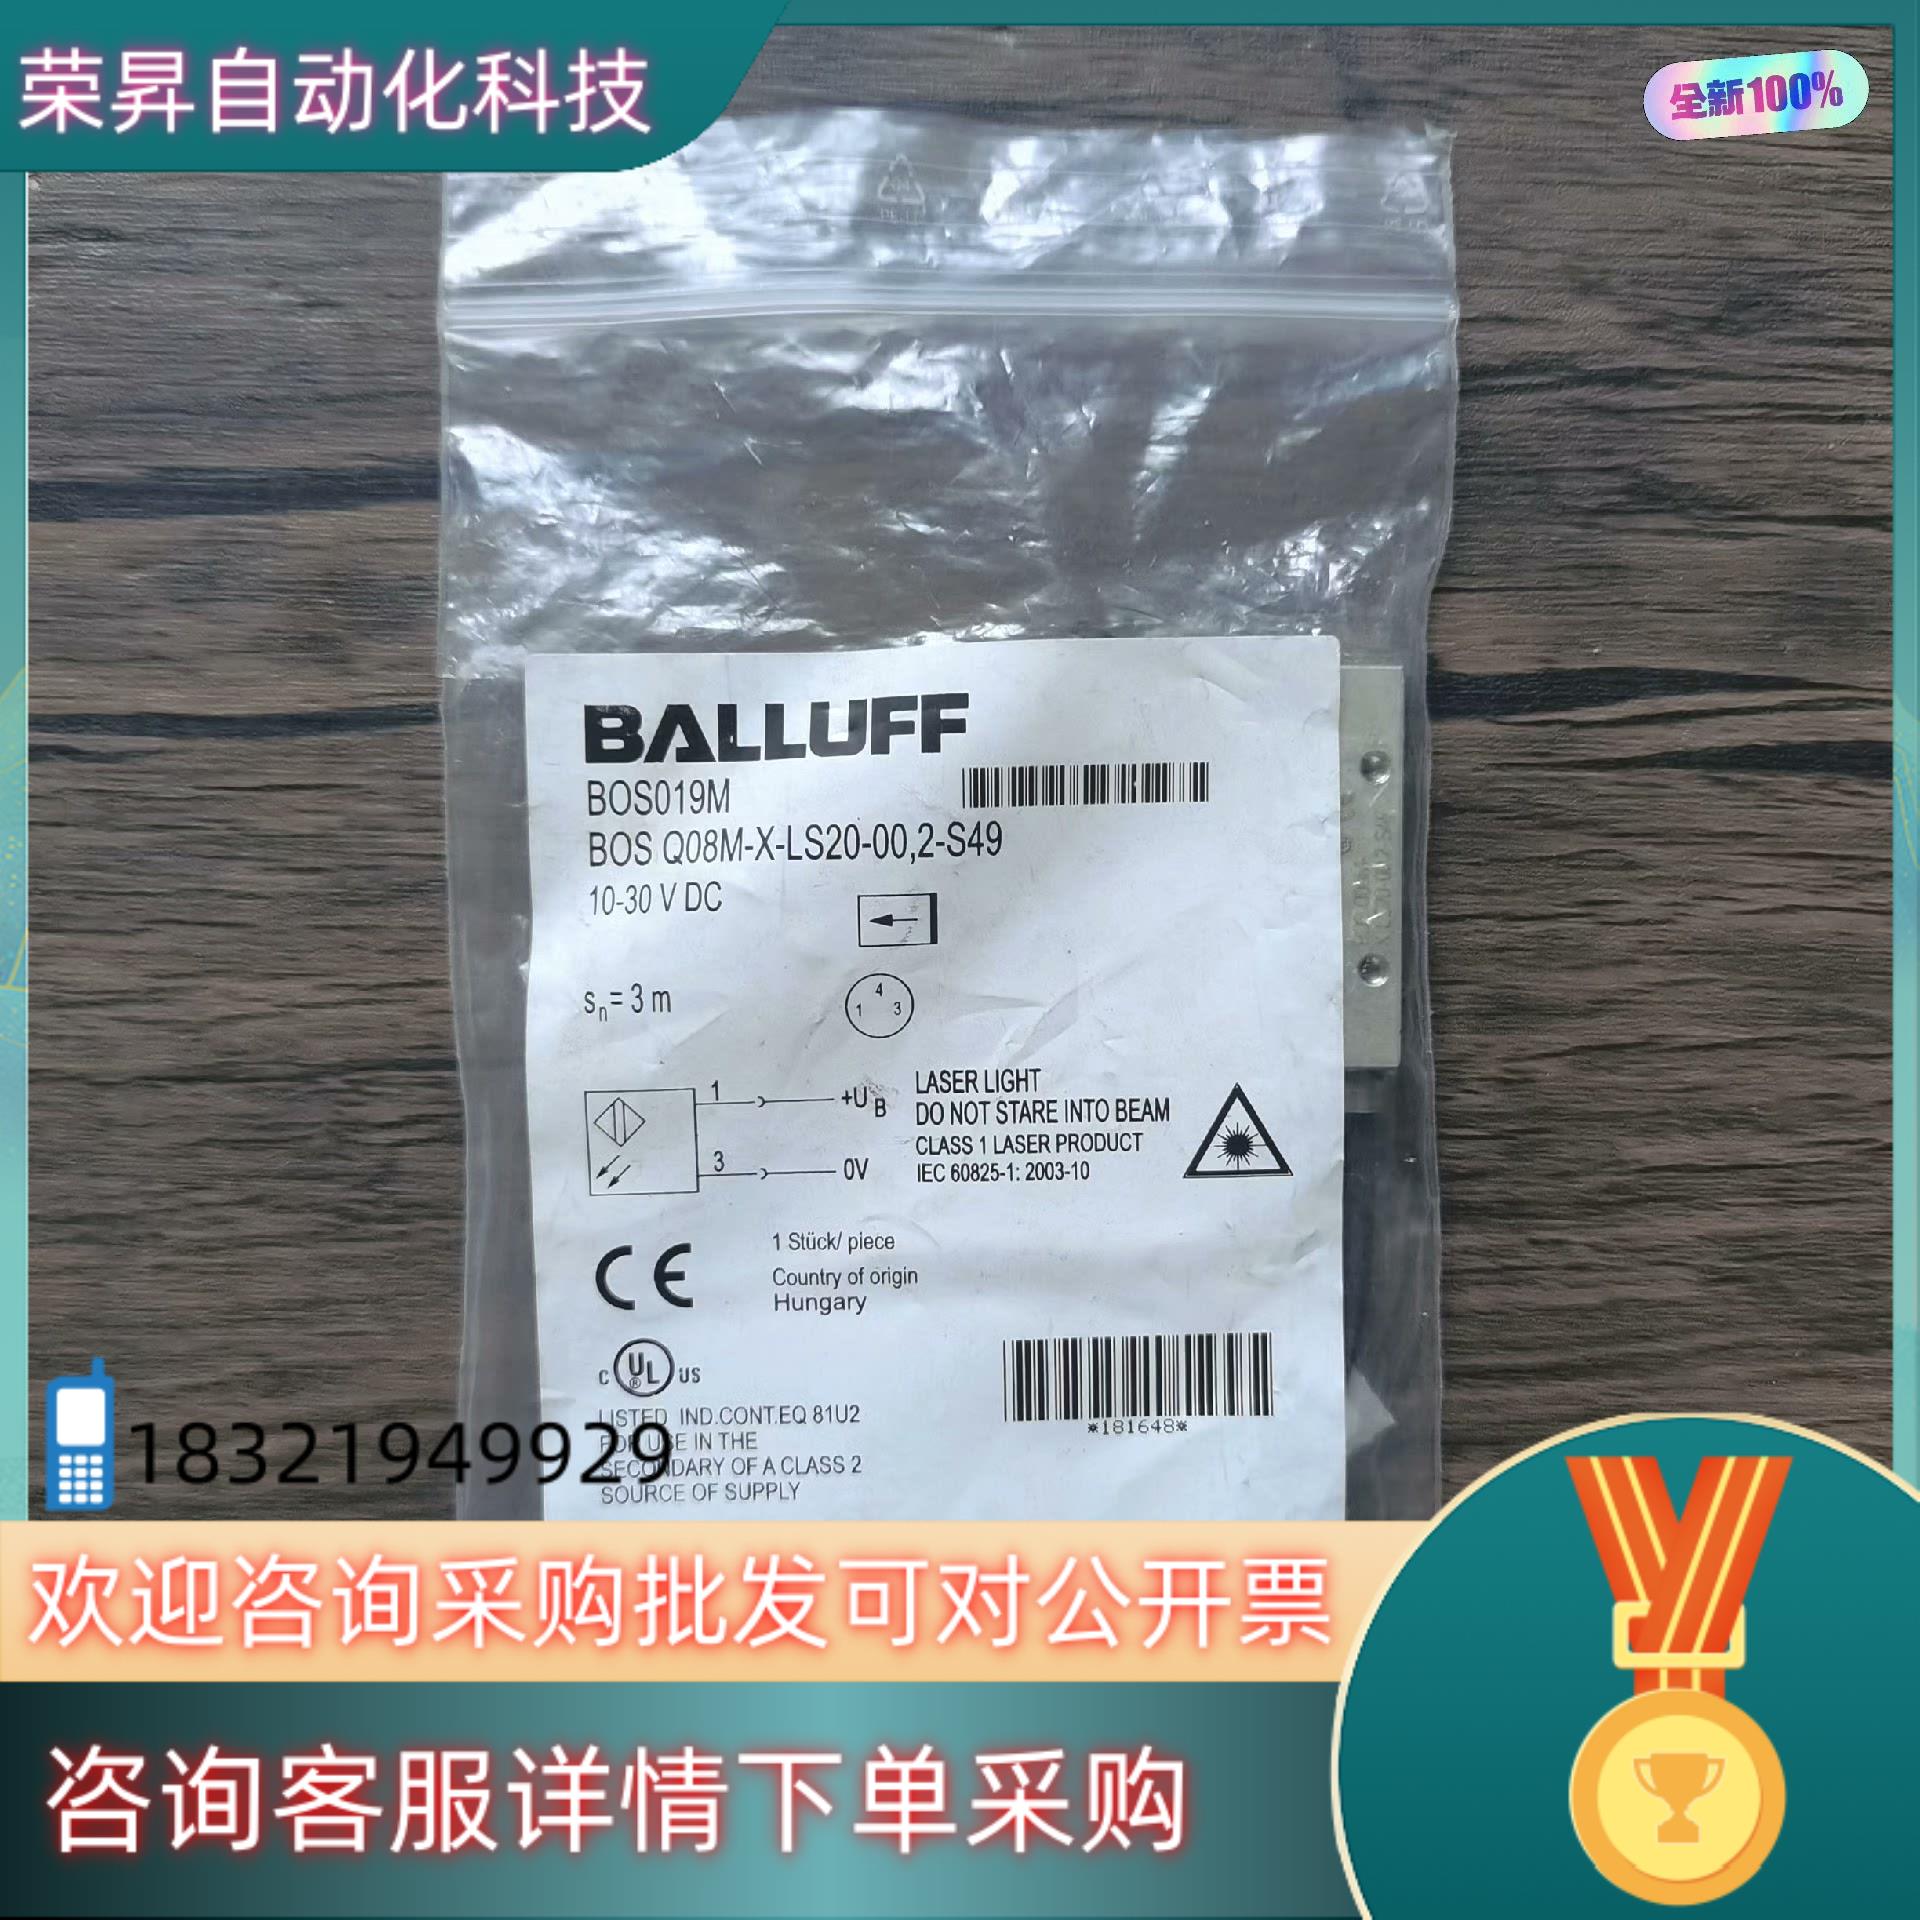 荣昇自动化科技
全新100%
BALLUFF
BOS019M
BOS Q08M-X-LS20-00,2-S49
10-30 V DC
sn= 3 m
4
1 3
1
+UB
3
0V
LASER LIGHT
DO NOT STARE INTO BEAM
CLASS 1 LASER PRODUCT
IEC 60825-1: 2003-10
CE
1 Stück/ piece
Country of origin
Hungary
C UL® US
*181648*
LISTED IND.CONT.EQ 81U2
FOR USE IN THE
SECONDARY OF A CLASS 2
SOURCE OF SUPPLY
18321949929
欢迎咨询采购批发可对公开票
咨询客服详情下单采购